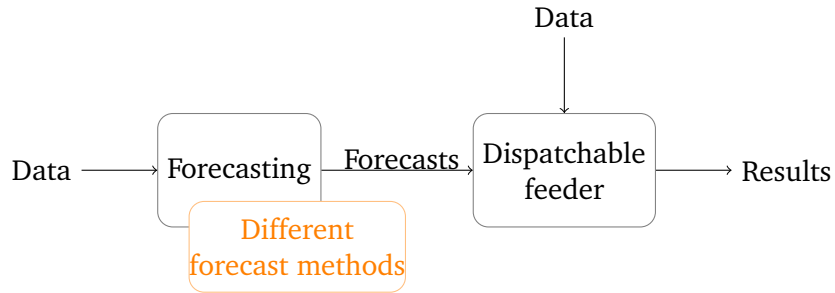 Data
Data
Forecasting
Forecasts
Dispatchable
feeder
Results
Different
forecast methods